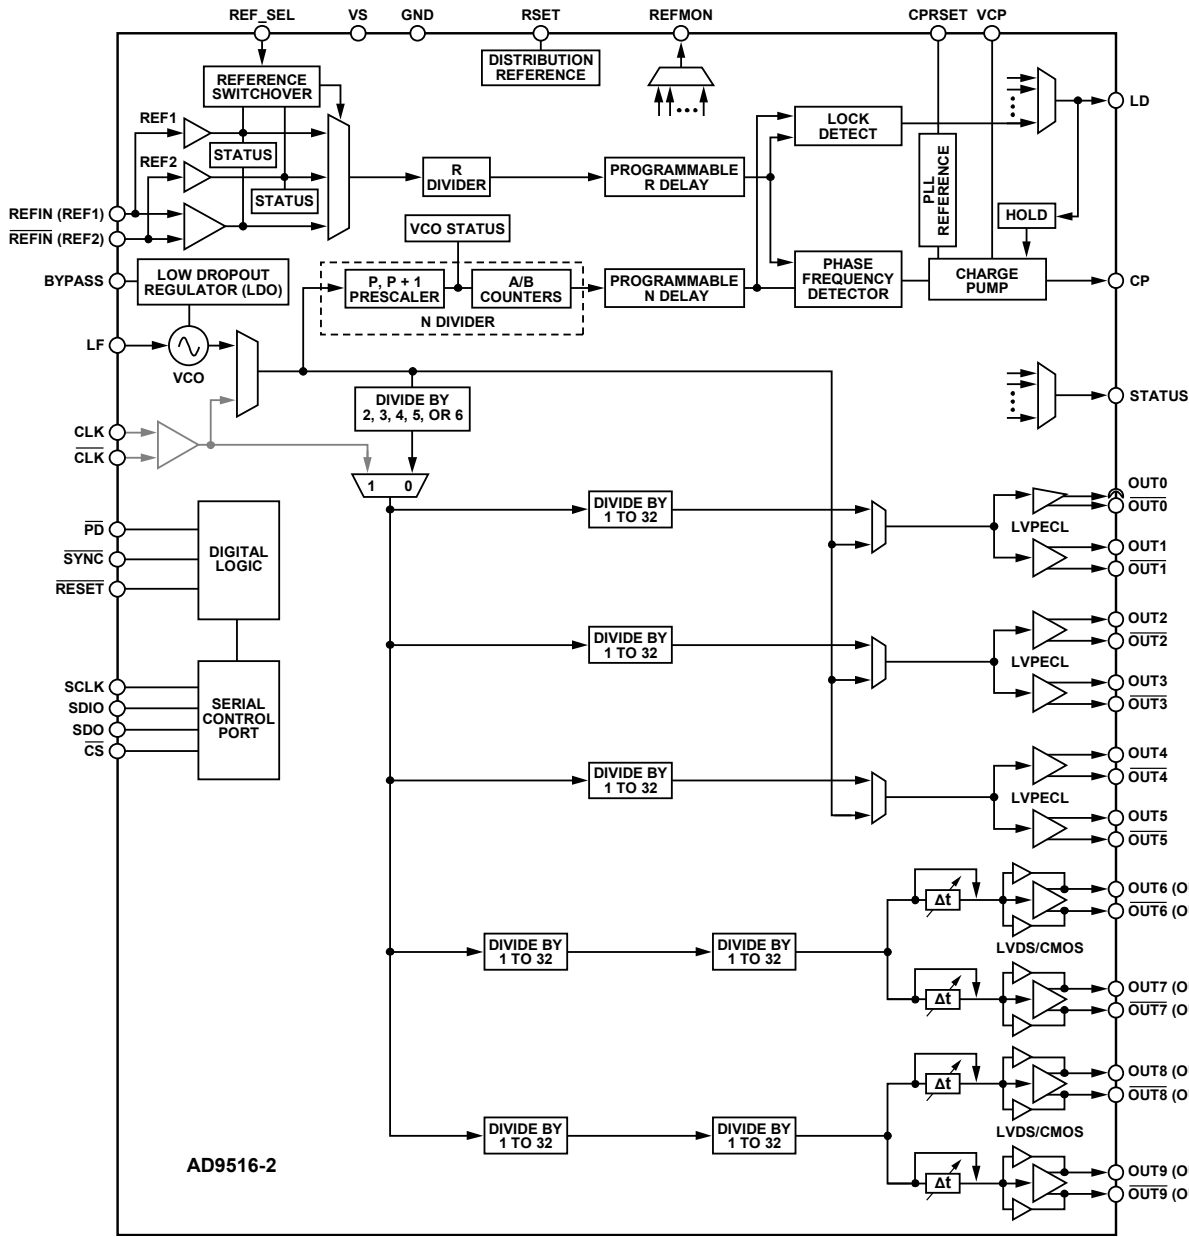 REF_SEL
VS
GND
RSET
REFMON
CPRSET
VCP
DISTRIBUTION
REFERENCE
REFERENCE
SWITCHOVER
REF1
STATUS
REF2
STATUS
REFIN (REF1)
REFIN (REF2)
R
DIVIDER
PROGRAMMABLE
R DELAY
LOCK
DETECT
LD
PLL
REFERENCE
HOLD
VCO STATUS
BYPASS
LOW DROPOUT
REGULATOR (LDO)
P, P + 1
PRESCALER
A/B
COUNTERS
N DIVIDER
PROGRAMMABLE
N DELAY
PHASE
FREQUENCY
DETECTOR
CHARGE
PUMP
CP
LF
VCO
DIVIDE BY
2, 3, 4, 5, OR 6
STATUS
CLK
CLK
1 0
PD
SYNC
RESET
DIGITAL
LOGIC
SCLK
SDIO
SDO
CS
SERIAL
CONTROL
PORT
DIVIDE BY
1 TO 32
LVPECL
OUT0
OUT0
OUT1
OUT1
DIVIDE BY
1 TO 32
LVPECL
OUT2
OUT2
OUT3
OUT3
DIVIDE BY
1 TO 32
LVPECL
OUT4
OUT4
OUT5
OUT5
DIVIDE BY
1 TO 32
DIVIDE BY
1 TO 32
Δt
Δt
LVDS/CMOS
OUT6 (O
OUT6 (O
OUT7 (O
OUT7 (O
DIVIDE BY
1 TO 32
DIVIDE BY
1 TO 32
Δt
Δt
LVDS/CMOS
OUT8 (O
OUT8 (O
OUT9 (O
OUT9 (O
AD9516-2